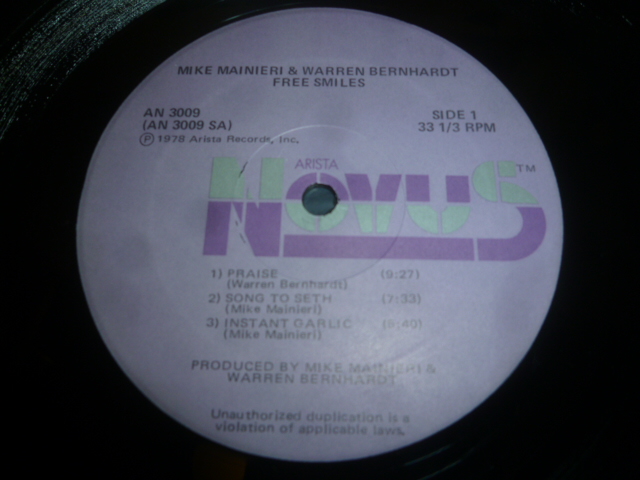 MIKE MAINIERI & WARREN BERNHARDT
FREE SMILES
AN 3009
(AN 3009 SA)
Ⓟ 1978 Arista Records, Inc.
SIDE 1
33 1/3 RPM
ARISTA
NOVUS™
1) PRAISE (9:27)
(Warren Bernhardt)
2) SONG TO SETH (7:33)
(Mike Mainieri)
3) INSTANT GARLIC
(Mike Mainieri)
PRODUCED BY MIKE MAINIERI &
WARREN BERNHARDT
Unauthorized duplication is a
violation of applicable laws.